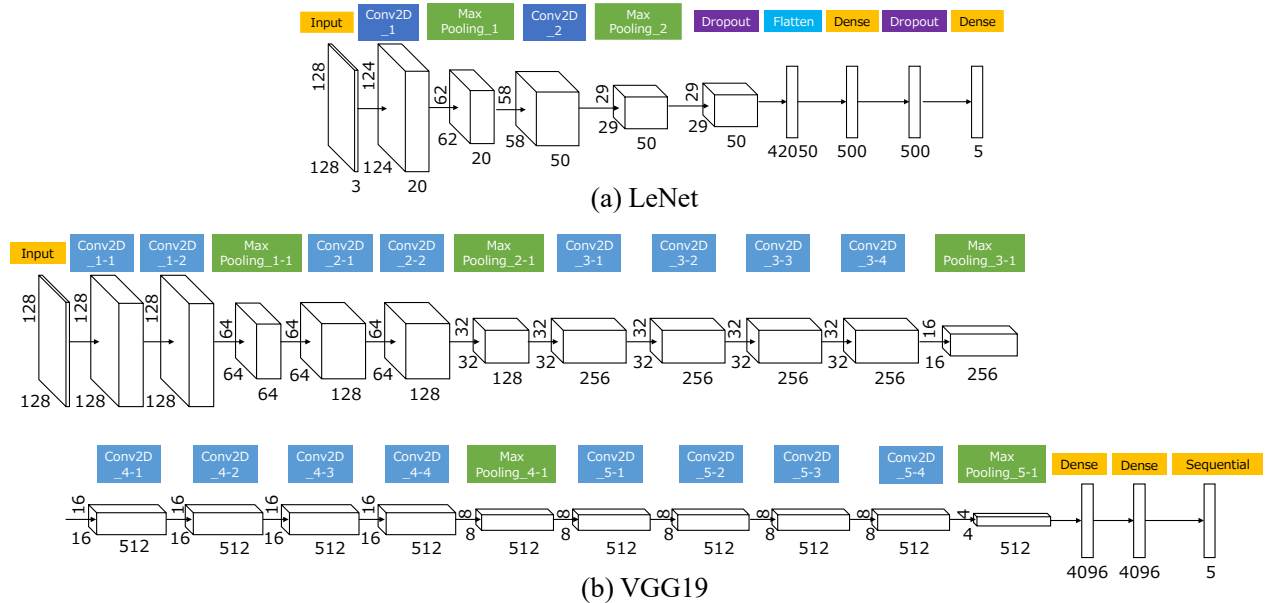 Input Conv2D _1 Max Pooling_1 Conv2D _2 Max Pooling_2 Dropout Flatten Dense Dropout Dense
128 124 62 58 29 29
128 3 124 20 62 20 58 50 29 50 29 50 42050 500 500 5
(a) LeNet
Input Conv2D _1-1 Conv2D _1-2 Max Pooling_1-1 Conv2D _2-1 Conv2D _2-2 Max Pooling_2-1 Conv2D _3-1 Conv2D _3-2 Conv2D _3-3 Conv2D _3-4 Max Pooling_3-1
128 128 128 64 64 64 32 32 32 32 32 16
128 128 128 64 64 64 128 64 128 32 128 32 256 32 256 32 256 32 256 16 256
Conv2D _4-1 Conv2D _4-2 Conv2D _4-3 Conv2D _4-4 Max Pooling_4-1 Conv2D _5-1 Conv2D _5-2 Conv2D _5-3 Conv2D _5-4 Max Pooling_5-1 Dense Dense Sequential
16 16 16 16 8 8 8 8 8 4
16 512 16 512 16 512 16 512 8 512 8 512 8 512 8 512 8 512 4 512 4096 4096 5
(b) VGG19